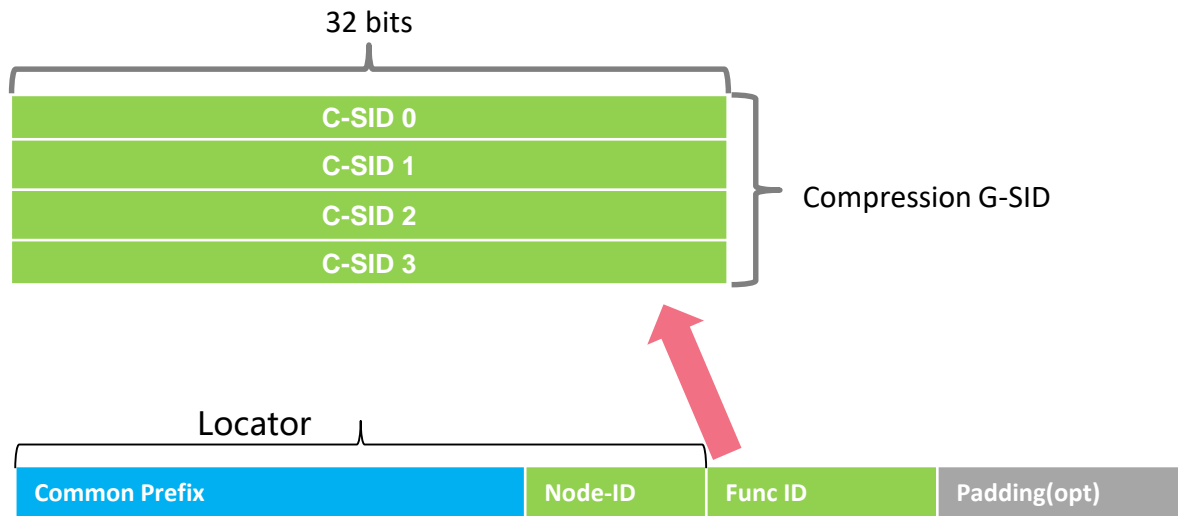 32 bits
C-SID 0
C-SID 1
C-SID 2
C-SID 3
Compression G-SID
Locator
Common Prefix Node-ID Func ID Padding(opt)